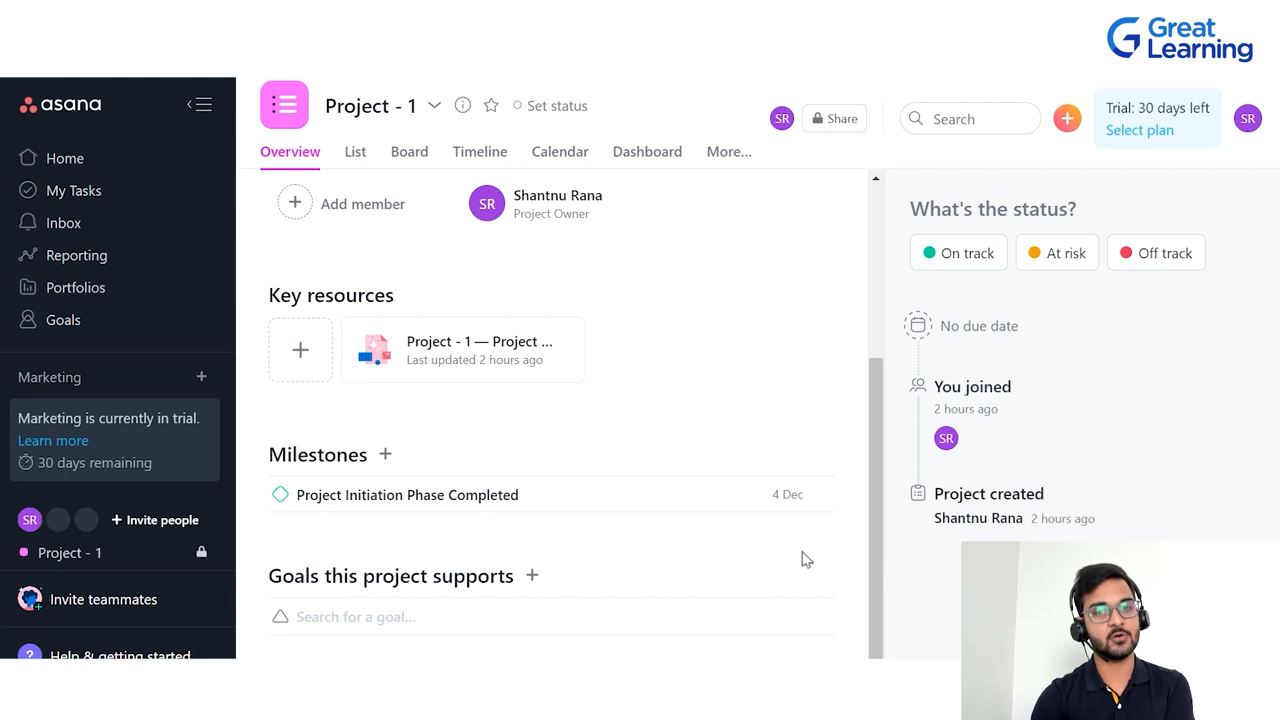 Great
Learning
asana
Home
My Tasks
Inbox
Reporting
Portfolios
Goals
Marketing
Marketing is currently in trial.
Learn more
30 days remaining
SR
Invite people
Project - 1
Invite teammates
? Help & getting started
Project - 1
Set status
SR
Share
Search
Trial: 30 days left
Select plan
SR
Overview
List
Board
Timeline
Calendar
Dashboard
More...
Add member
SR
Shantnu Rana
Project Owner
Key resources
Project - 1 — Project ...
Last updated 2 hours ago
Milestones
Project Initiation Phase Completed
4 Dec
Goals this project supports
Search for a goal...
What's the status?
On track
At risk
Off track
No due date
You joined
2 hours ago
SR
Project created
Shantnu Rana 2 hours ago